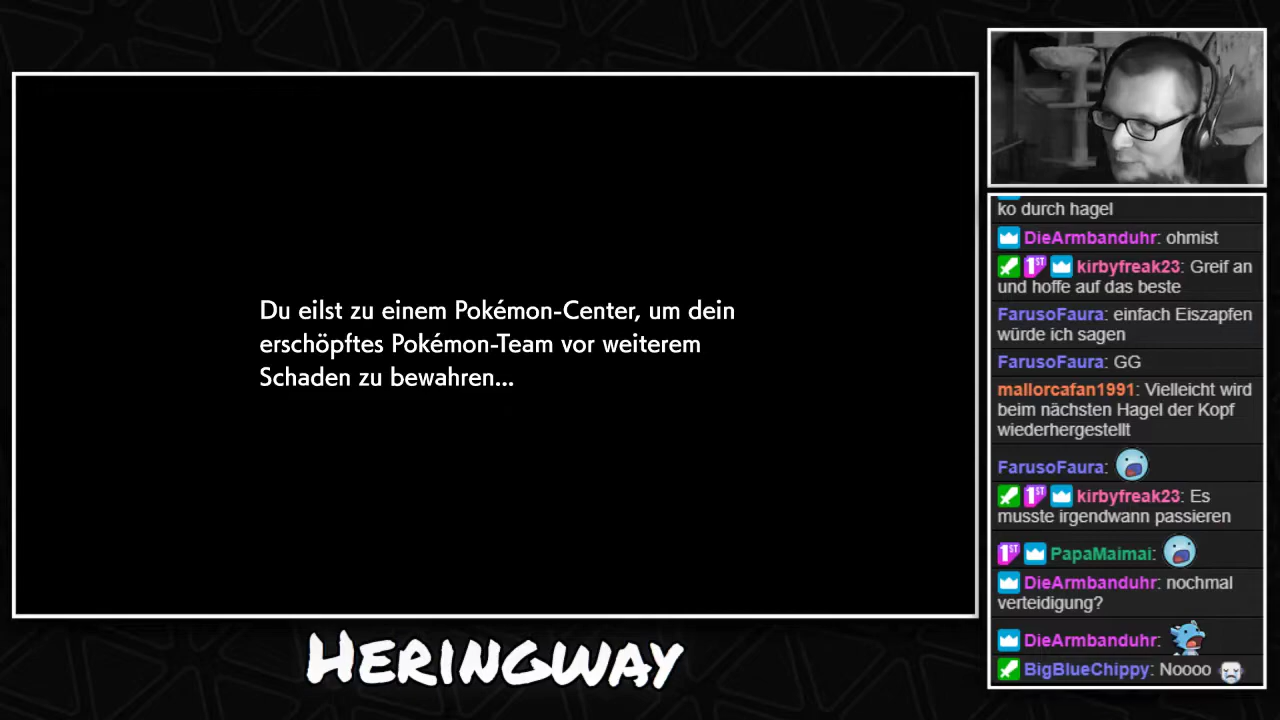 Du eilst zu einem Pokémon-Center, um dein
erschöpftes Pokémon-Team vor weiterem
Schaden zu bewahren...
HERINGWAY
ko durch hagel
DieArmbanduhr: ohmist
1ST kirbyfreak23: Greif an
und hoffe auf das beste
FarusoFaura: einfach Eiszapfen
würde ich sagen
FarusoFaura: GG
mallorcafan1991: Vielleicht wird
beim nächsten Hagel der Kopf
wiederhergestellt
FarusoFaura:
1ST kirbyfreak23: Es
musste irgendwann passieren
1ST PapaMaimai:
DieArmbanduhr: nochmal
verteidigung?
DieArmbanduhr:
BigBlueChippy: Noooo